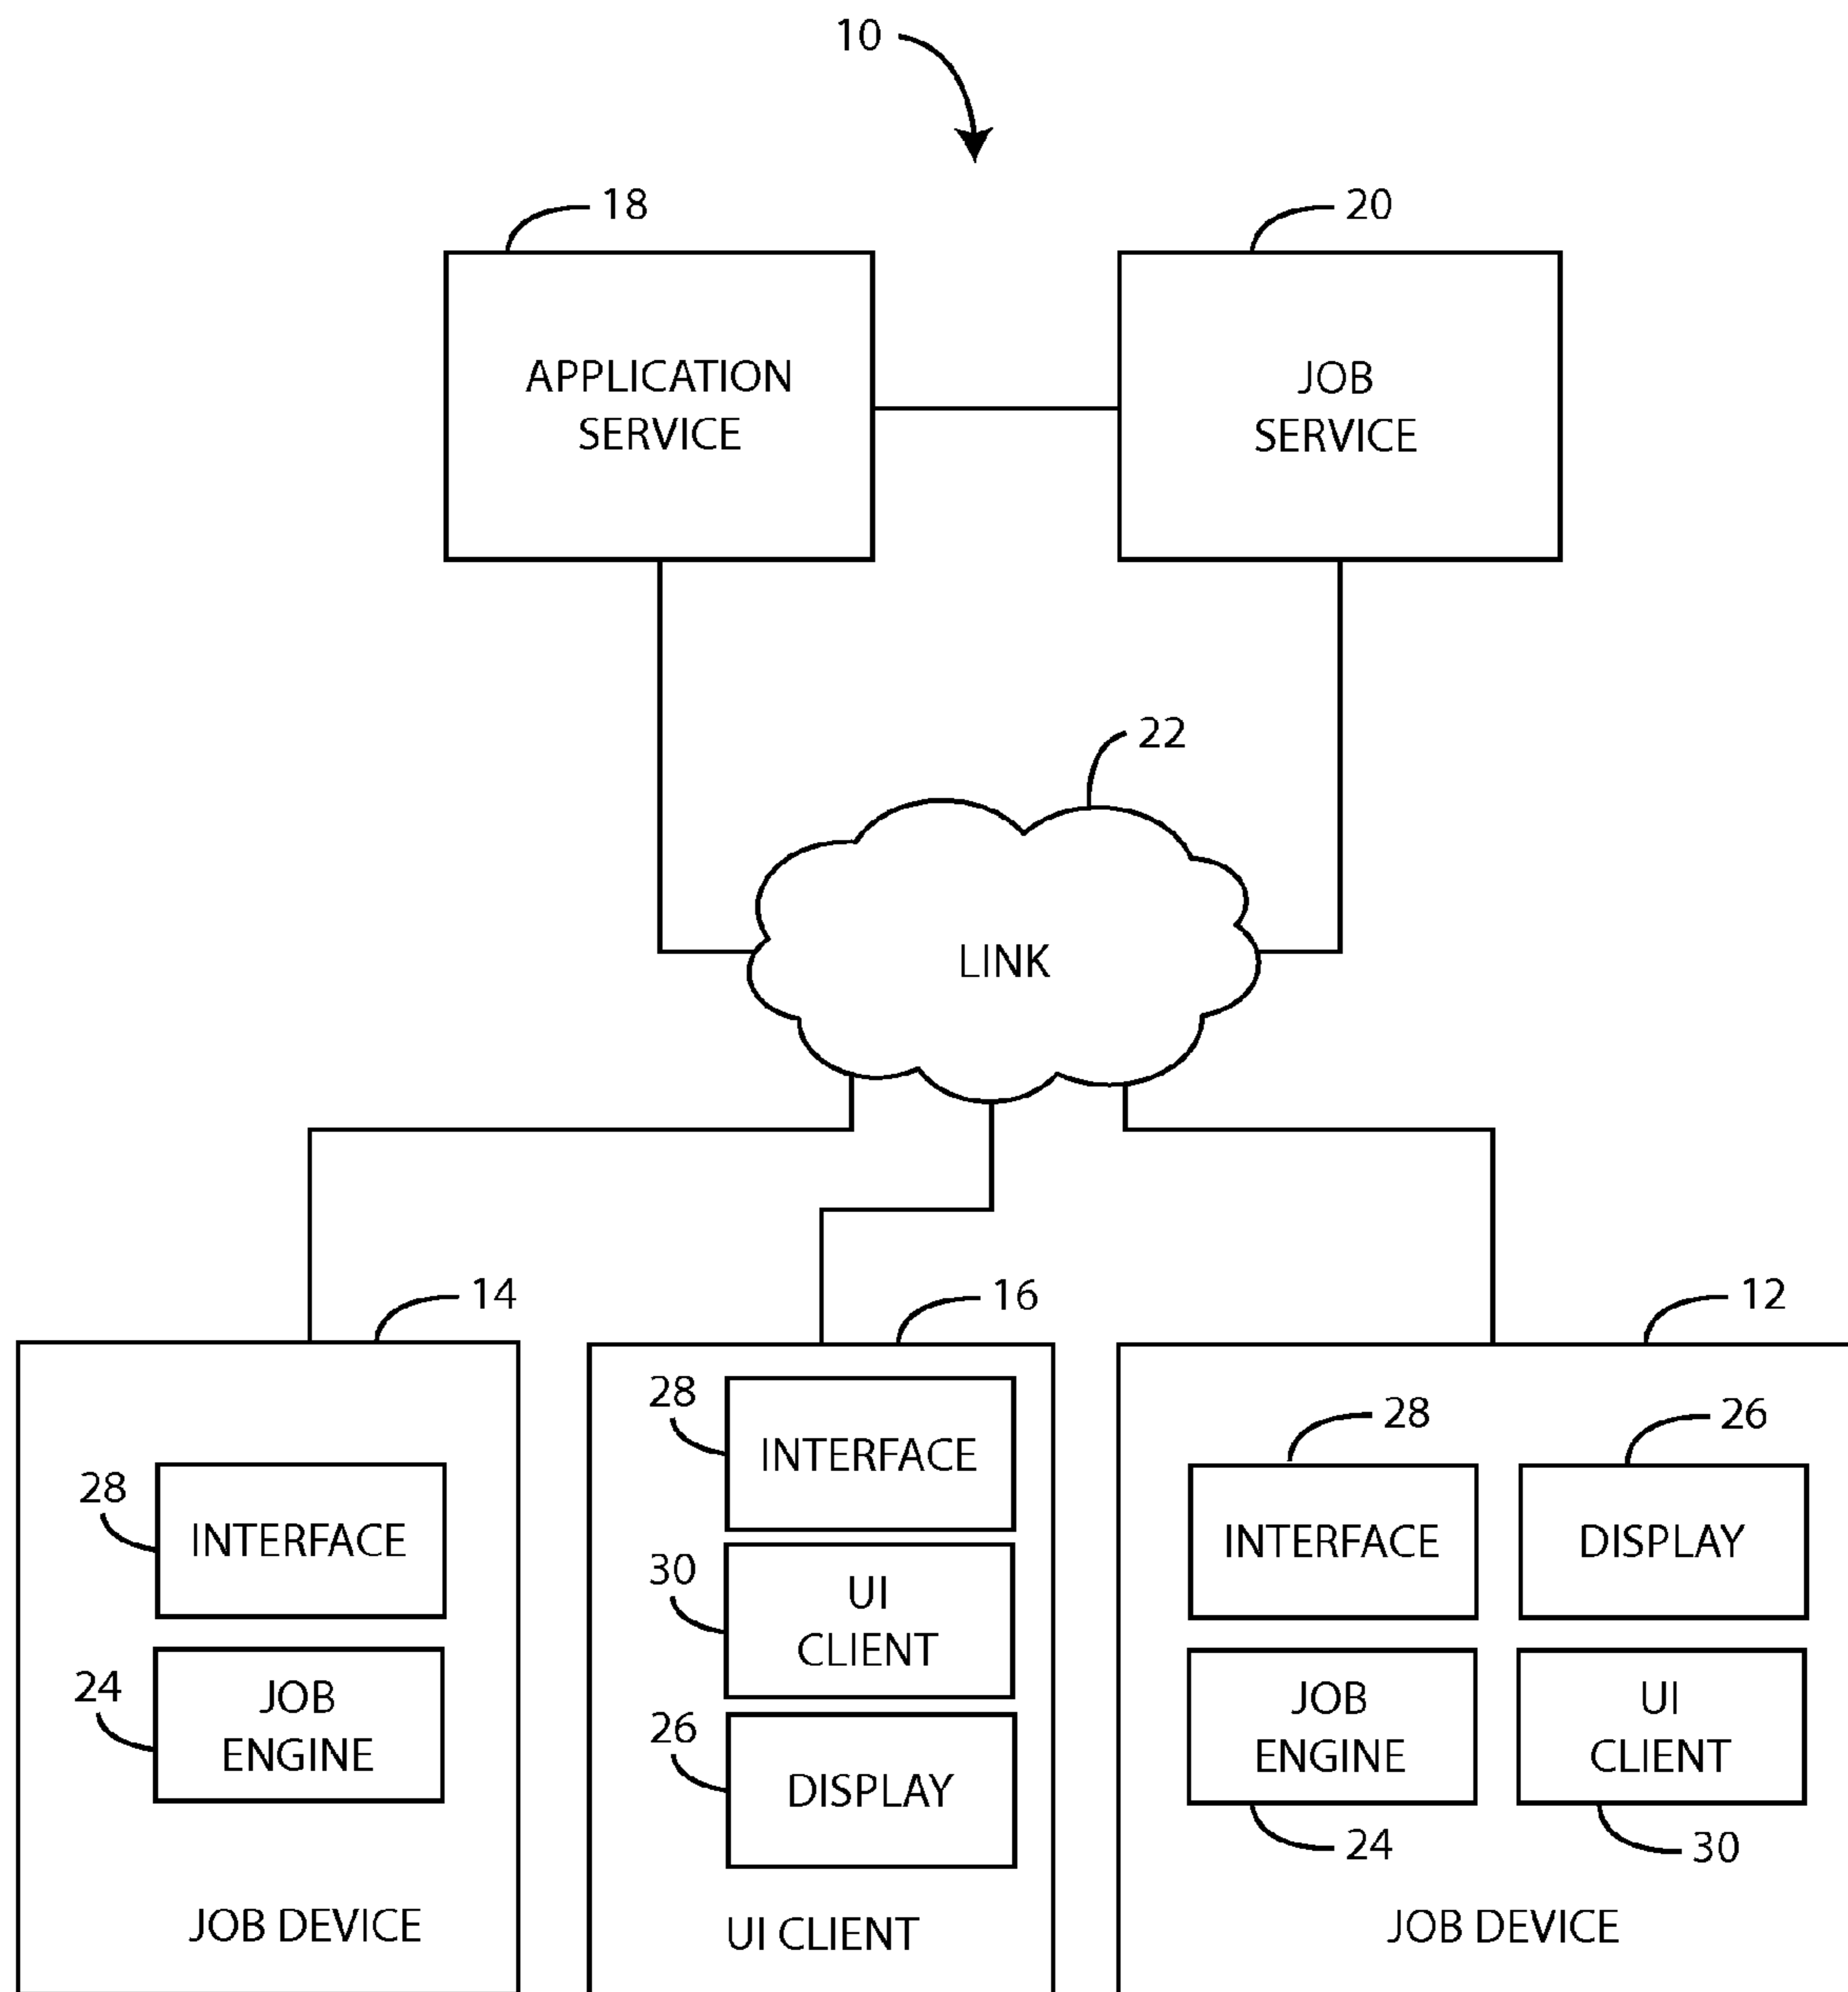 10
18
20
APPLICATION
SERVICE
JOB
SERVICE
22
LINK
14
16
12
28
INTERFACE
24
JOB
ENGINE
JOB DEVICE
28
INTERFACE
30
UI
CLIENT
26
DISPLAY
UI CLIENT
28
26
INTERFACE
DISPLAY
JOB
ENGINE
UI
CLIENT
24
30
JOB DEVICE